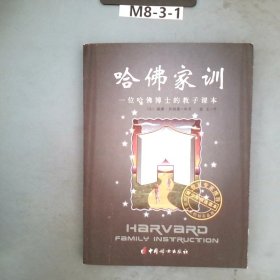 M8-3-1
哈佛家训
一位哈佛博士的教子课本
HARVARD
FAMILY INSTRUCTION
中国妇女出版社